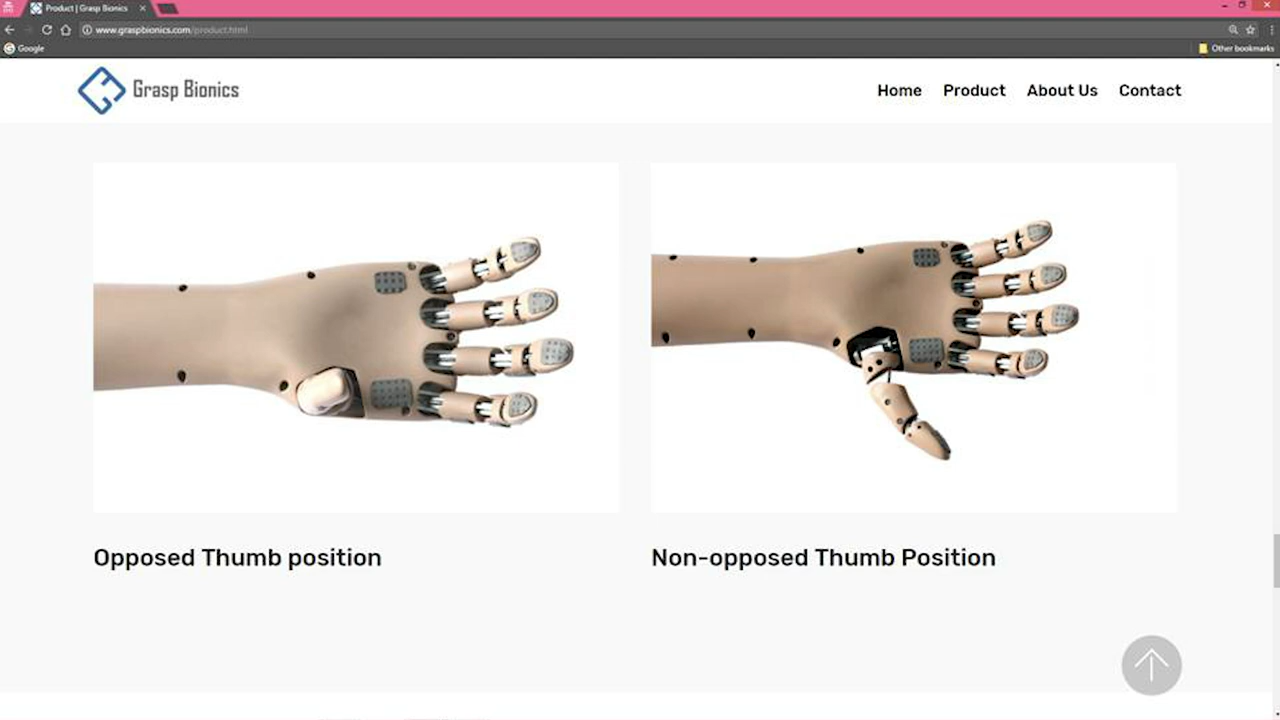 Product | Grasp Bionics
www.graspbionics.com/product.html
Google
Other bookmarks
Grasp Bionics
Home Product About Us Contact
Opposed Thumb position
Non-opposed Thumb Position